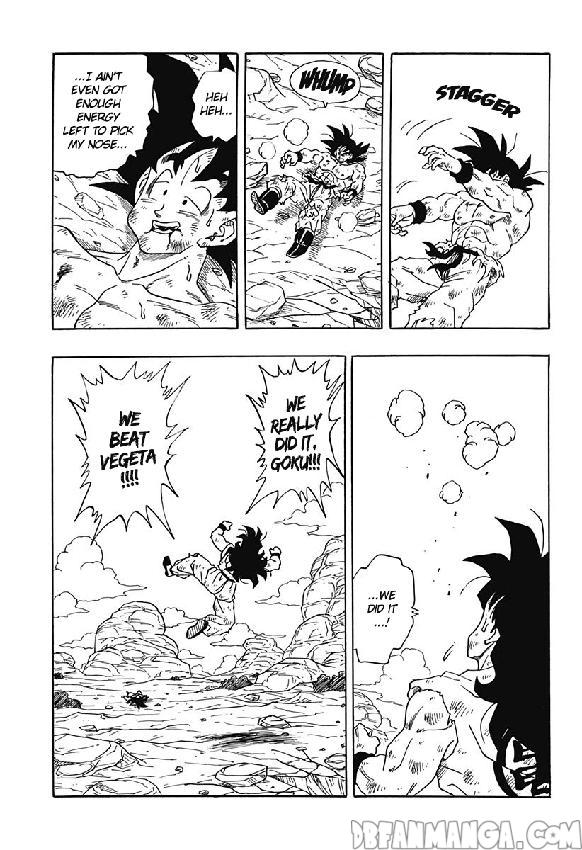 STAGGER
WHUMP
HEH
HEH...
...I AIN'T
EVEN GOT
ENOUGH
ENERGY
LEFT TO PICK
MY NOSE...
...WE
DID IT
...!
WE
REALLY
DID IT,
GOKU!!!
WE
BEAT
VEGETA
!!!!
DBFANMANGA.COM